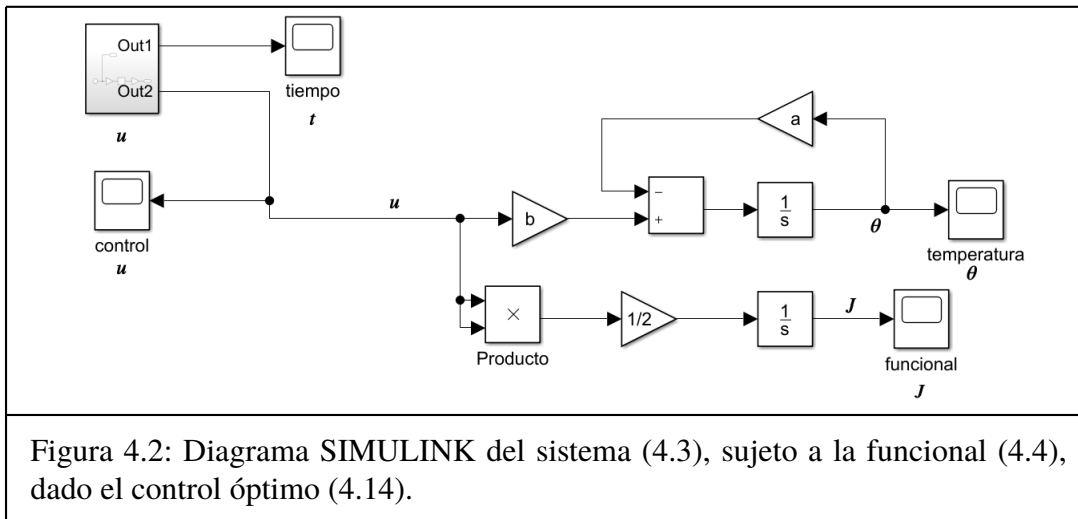 Out1
Out2
u
tiempo
t
control
u
u
b
a
−
+
1
s
θ
temperatura
θ
×
Producto
1/2
1
s
J
funcional
J
Figura 4.2: Diagrama SIMULINK del sistema (4.3), sujeto a la funcional (4.4),
dado el control óptimo (4.14).